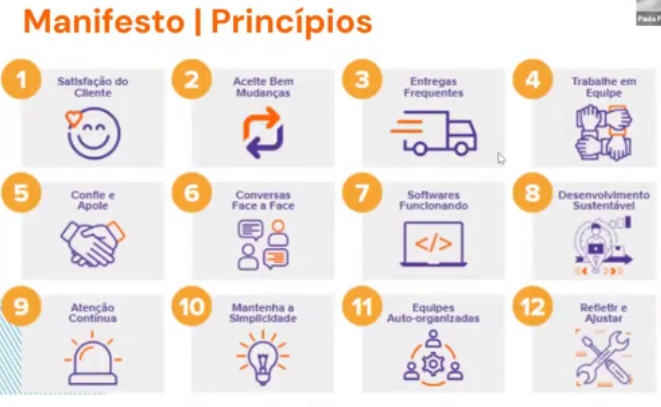 Manifesto | Princípios
Paula P
1
Satisfação do
Cliente
2
Aceite Bem
Mudanças
3
Entregas
Frequentes
4
Trabalhe em
Equipe
5
Confie e
Apoie
6
Conversas
Face a Face
7
Softwares
Funcionando
</>
8
Desenvolvimento
Sustentável
9
Atenção
Contínua
10
Mantenha a
Simplicidade
11
Equipes
Auto-organizadas
12
Refletir e
Ajustar